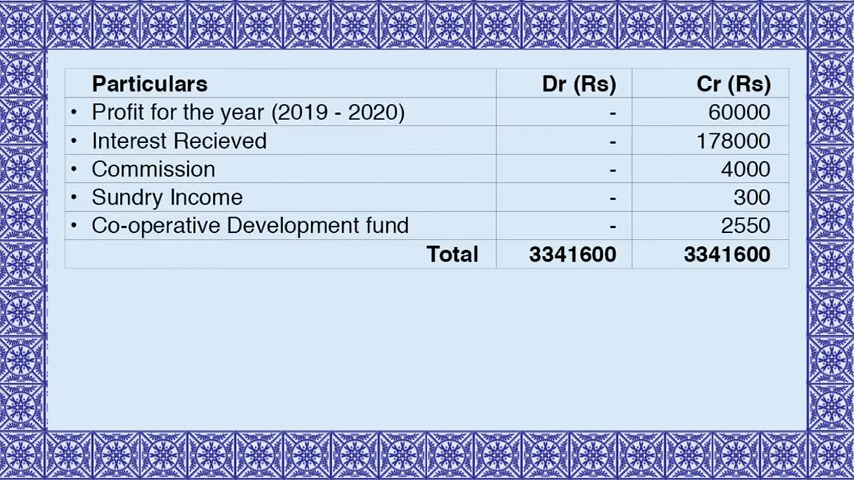 Particulars Dr (Rs) Cr (Rs)
• Profit for the year (2019 - 2020) - 60000
• Interest Recieved - 178000
• Commission - 4000
• Sundry Income - 300
• Co-operative Development fund - 2550
Total 3341600 3341600